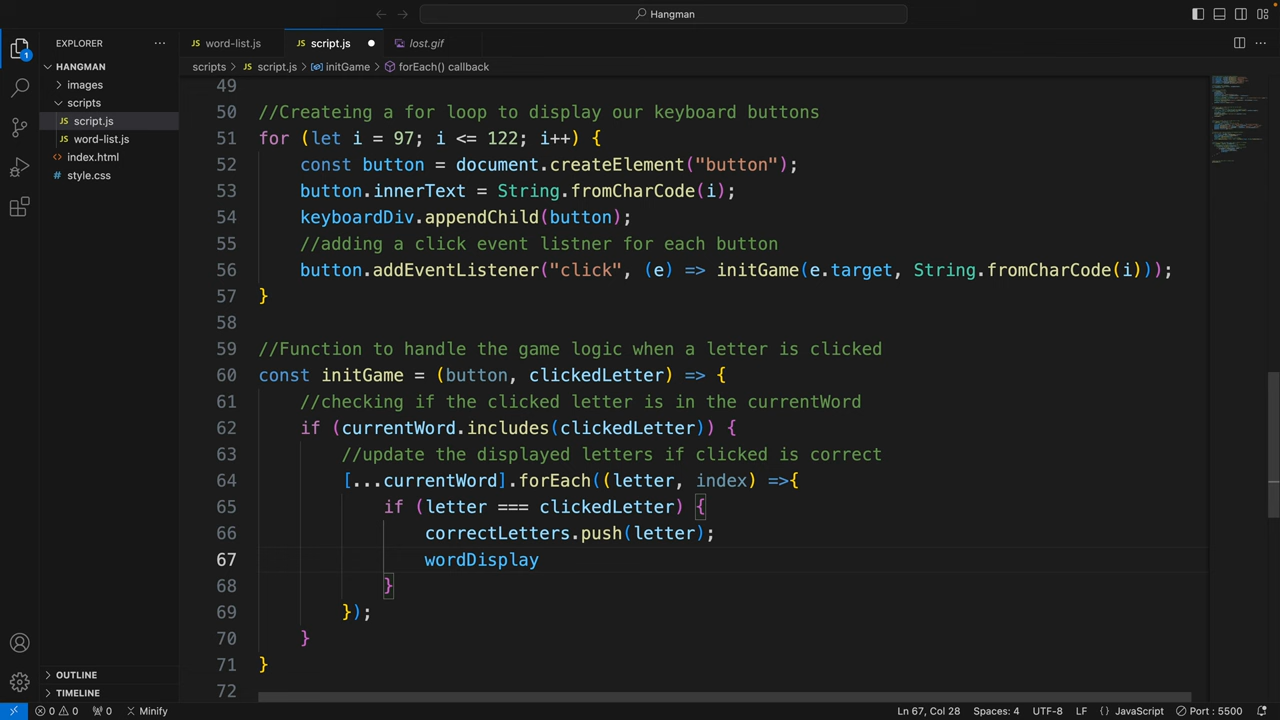 Hangman
EXPLORER
HANGMAN
images
scripts
JS script.js
JS word-list.js
<> index.html
# style.css
OUTLINE
TIMELINE
JS word-list.js
JS script.js
lost.gif
scripts > JS script.js > initGame > forEach() callback
49
50 //Createing a for loop to display our keyboard buttons
51 for (let i = 97; i <= 122; i++) {
52 const button = document.createElement("button");
53 button.innerText = String.fromCharCode(i);
54 keyboardDiv.appendChild(button);
55 //adding a click event listner for each button
56 button.addEventListener("click", (e) => initGame(e.target, String.fromCharCode(i)));
57 }
58
59 //Function to handle the game logic when a letter is clicked
60 const initGame = (button, clickedLetter) => {
61 //checking if the clicked letter is in the currentWord
62 if (currentWord.includes(clickedLetter)) {
63 //update the displayed letters if clicked is correct
64 [...currentWord].forEach((letter, index) =>{
65 if (letter === clickedLetter) {
66 correctLetters.push(letter);
67 wordDisplay
68 }
69 });
70 }
71 }
72
1
0 0 0 Minify
Ln 67, Col 28 Spaces: 4 UTF-8 LF {} JavaScript Port : 5500